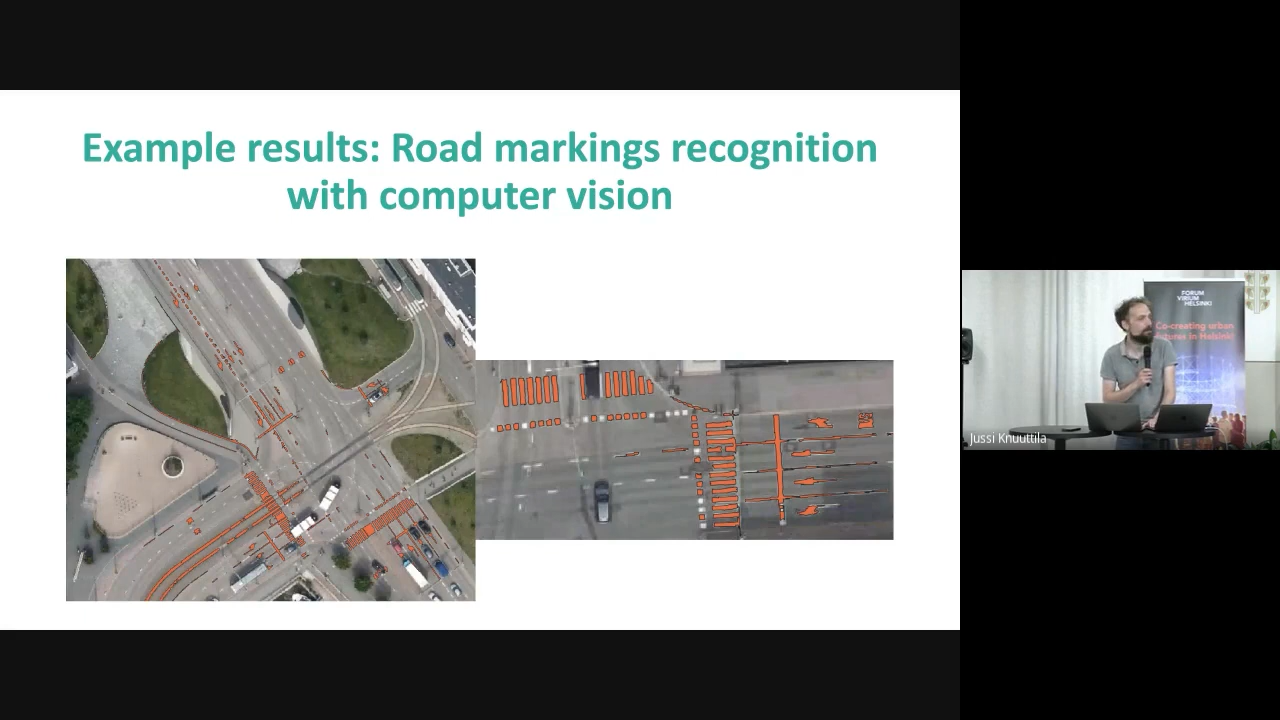 Example results: Road markings recognition
with computer vision
FORUM
VIRIUM
HELSINKI
Co-creating urban
futures in Helsinki
Jussi Knuuttila